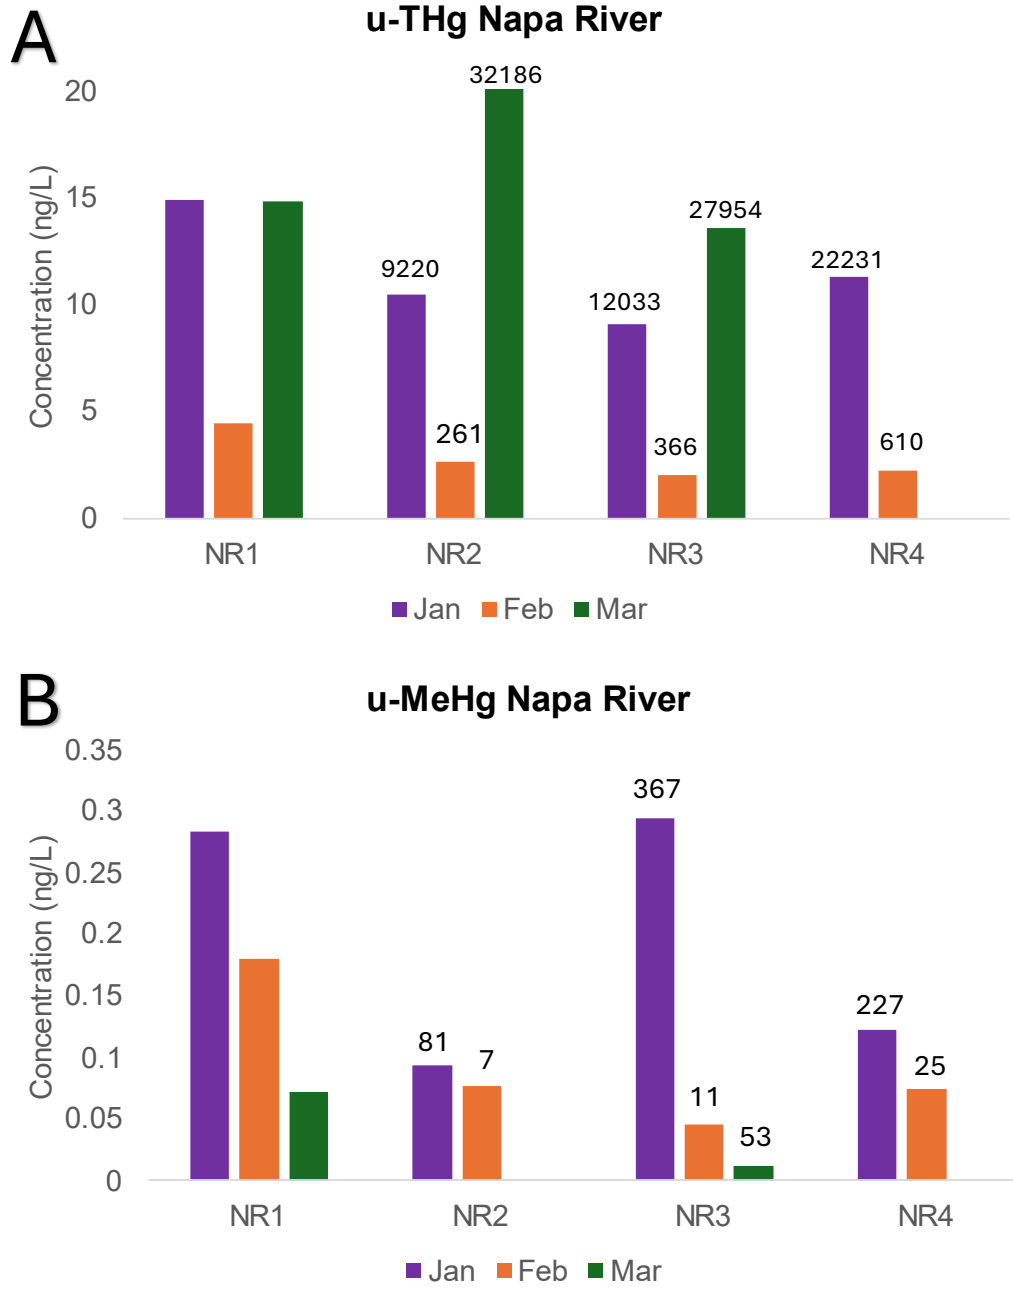 A
u-THg Napa River
Concentration (ng/L)
20
15
10
5
0
32186
27954
22231
9220
12033
261
366
610
NR1 NR2 NR3 NR4
Jan Feb Mar
B
u-MeHg Napa River
Concentration (ng/L)
0.35
0.3
0.25
0.2
0.15
0.1
0.05
0
367
227
81
7
25
11
53
NR1 NR2 NR3 NR4
Jan Feb Mar